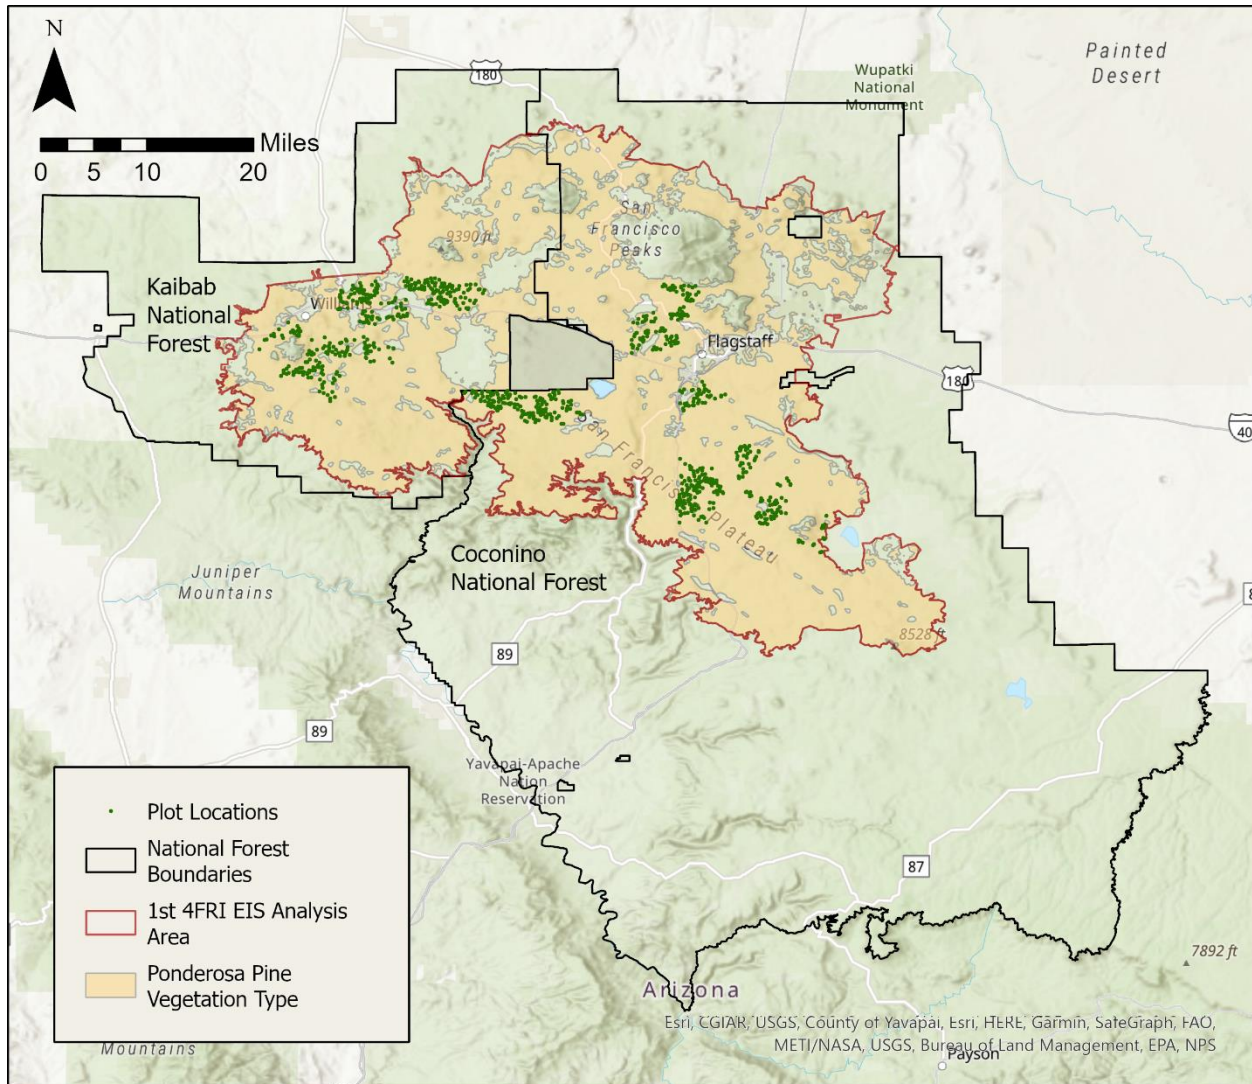 N
180
Wupatki
National
Monument
Painted
Desert
Miles
0 5 10 20
San
Francisco
Peaks
9390 ft
Kaibab
National
Forest
Flagstaff
180
40
San Francisco Plateau
Coconino
National Forest
Juniper
Mountains
8528 ft
89
89
Yavapai-Apache
Nation
Reservation
Plot Locations
National Forest
Boundaries
1st 4FRI EIS Analysis
Area
Ponderosa Pine
Vegetation Type
87
7892 ft
Arizona
Mountains
Esri, CGIAR, USGS, County of Yavapai, Esri, HERE, Garmin, SafeGraph, FAO,
METI/NASA, USGS, Bureau of Land Management, EPA, NPS
Payson